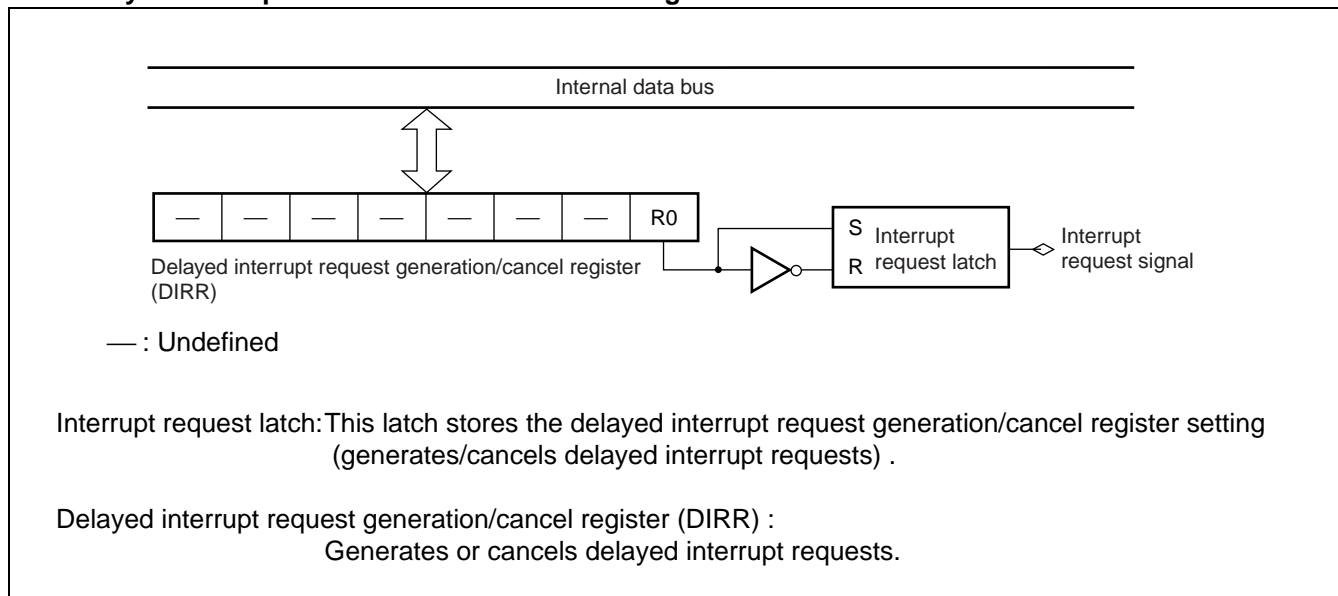 Internal data bus
— — — — — — — R0
Delayed interrupt request generation/cancel register
(DIRR)
S
R
Interrupt
request latch
Interrupt
request signal
— : Undefined
Interrupt request latch:This latch stores the delayed interrupt request generation/cancel register setting
(generates/cancels delayed interrupt requests) .
Delayed interrupt request generation/cancel register (DIRR) :
Generates or cancels delayed interrupt requests.